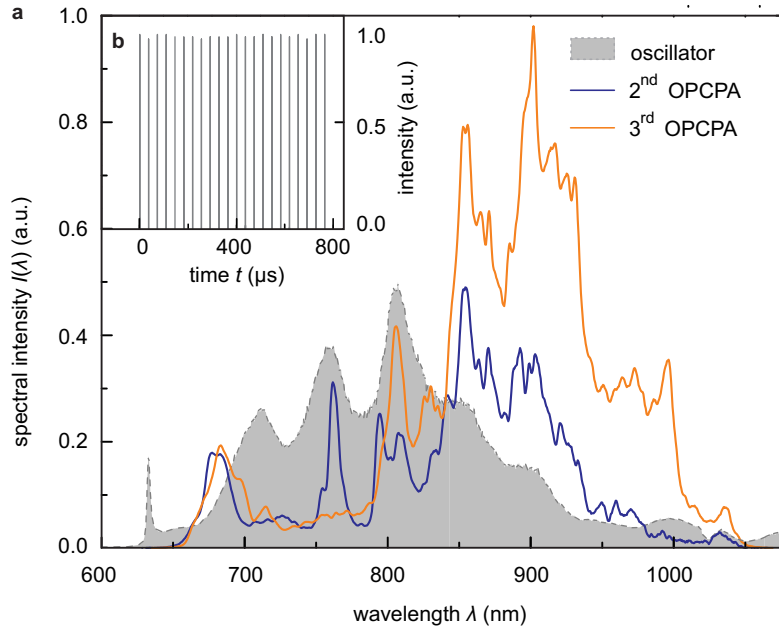 a
b
1.0
0.8
0.6
0.4
0.2
0.0
spectral intensity I(λ) (a.u.)
600
700
800
900
1000
wavelength λ (nm)
1.0
0.5
0.0
intensity (a.u.)
0
400
800
time t (μs)
oscillator
2nd OPCPA
3rd OPCPA